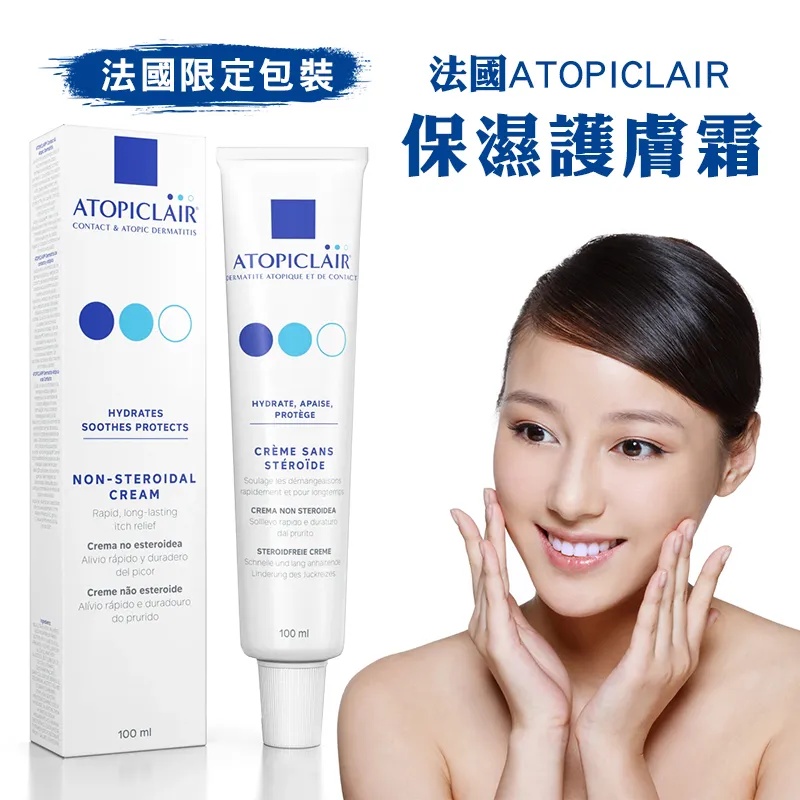 法國限定包裝
法國ATOPICLAIR
保濕護膚霜
ATOPICLAIR®
CONTACT & ATOPIC DERMATITIS
HYDRATES
SOOTHES PROTECTS
NON-STEROIDAL
CREAM
Rapid, long-lasting
itch relief
Crema no esteroidea
Alivio rápido y duradero
del picor
Creme não esteroide
Alívio rápido e duradouro
do prurido
100 ml
ATOPICLAIR®
DERMATITE ATOPIQUE ET DE CONTACT
HYDRATE, APAISE,
PROTÈGE
CRÈME SANS
STÉROÏDE
Soulage les démangeaisons
rapidement et pour longtemps
CREMA NON STEROIDEA
Sollievo rapido e duraturo
dal prurito
STEROIDFREIE CREME
Schnelle und lang anhaltende
Linderung des Juckreizes
100 ml